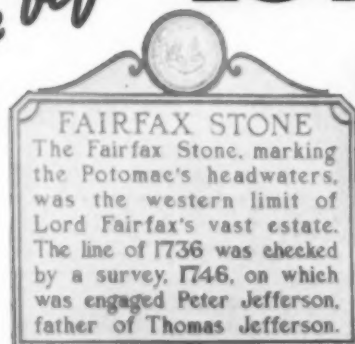 FAIRFAX STONE
The Fairfax Stone, marking
the Potomac's headwaters,
was the western limit of
Lord Fairfax's vast estate.
The line of 1736 was checked
by a survey, 1746, on which
was engaged Peter Jefferson,
father of Thomas Jefferson.